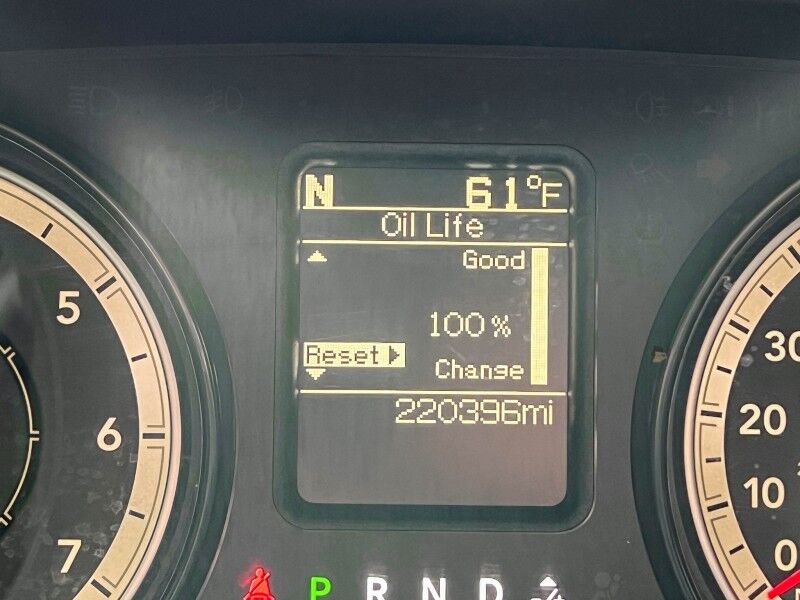 N 61°F
Oil Life
Good
100%
Reset
Change
220396mi
5
6
7
30
20
10
0
P R N D